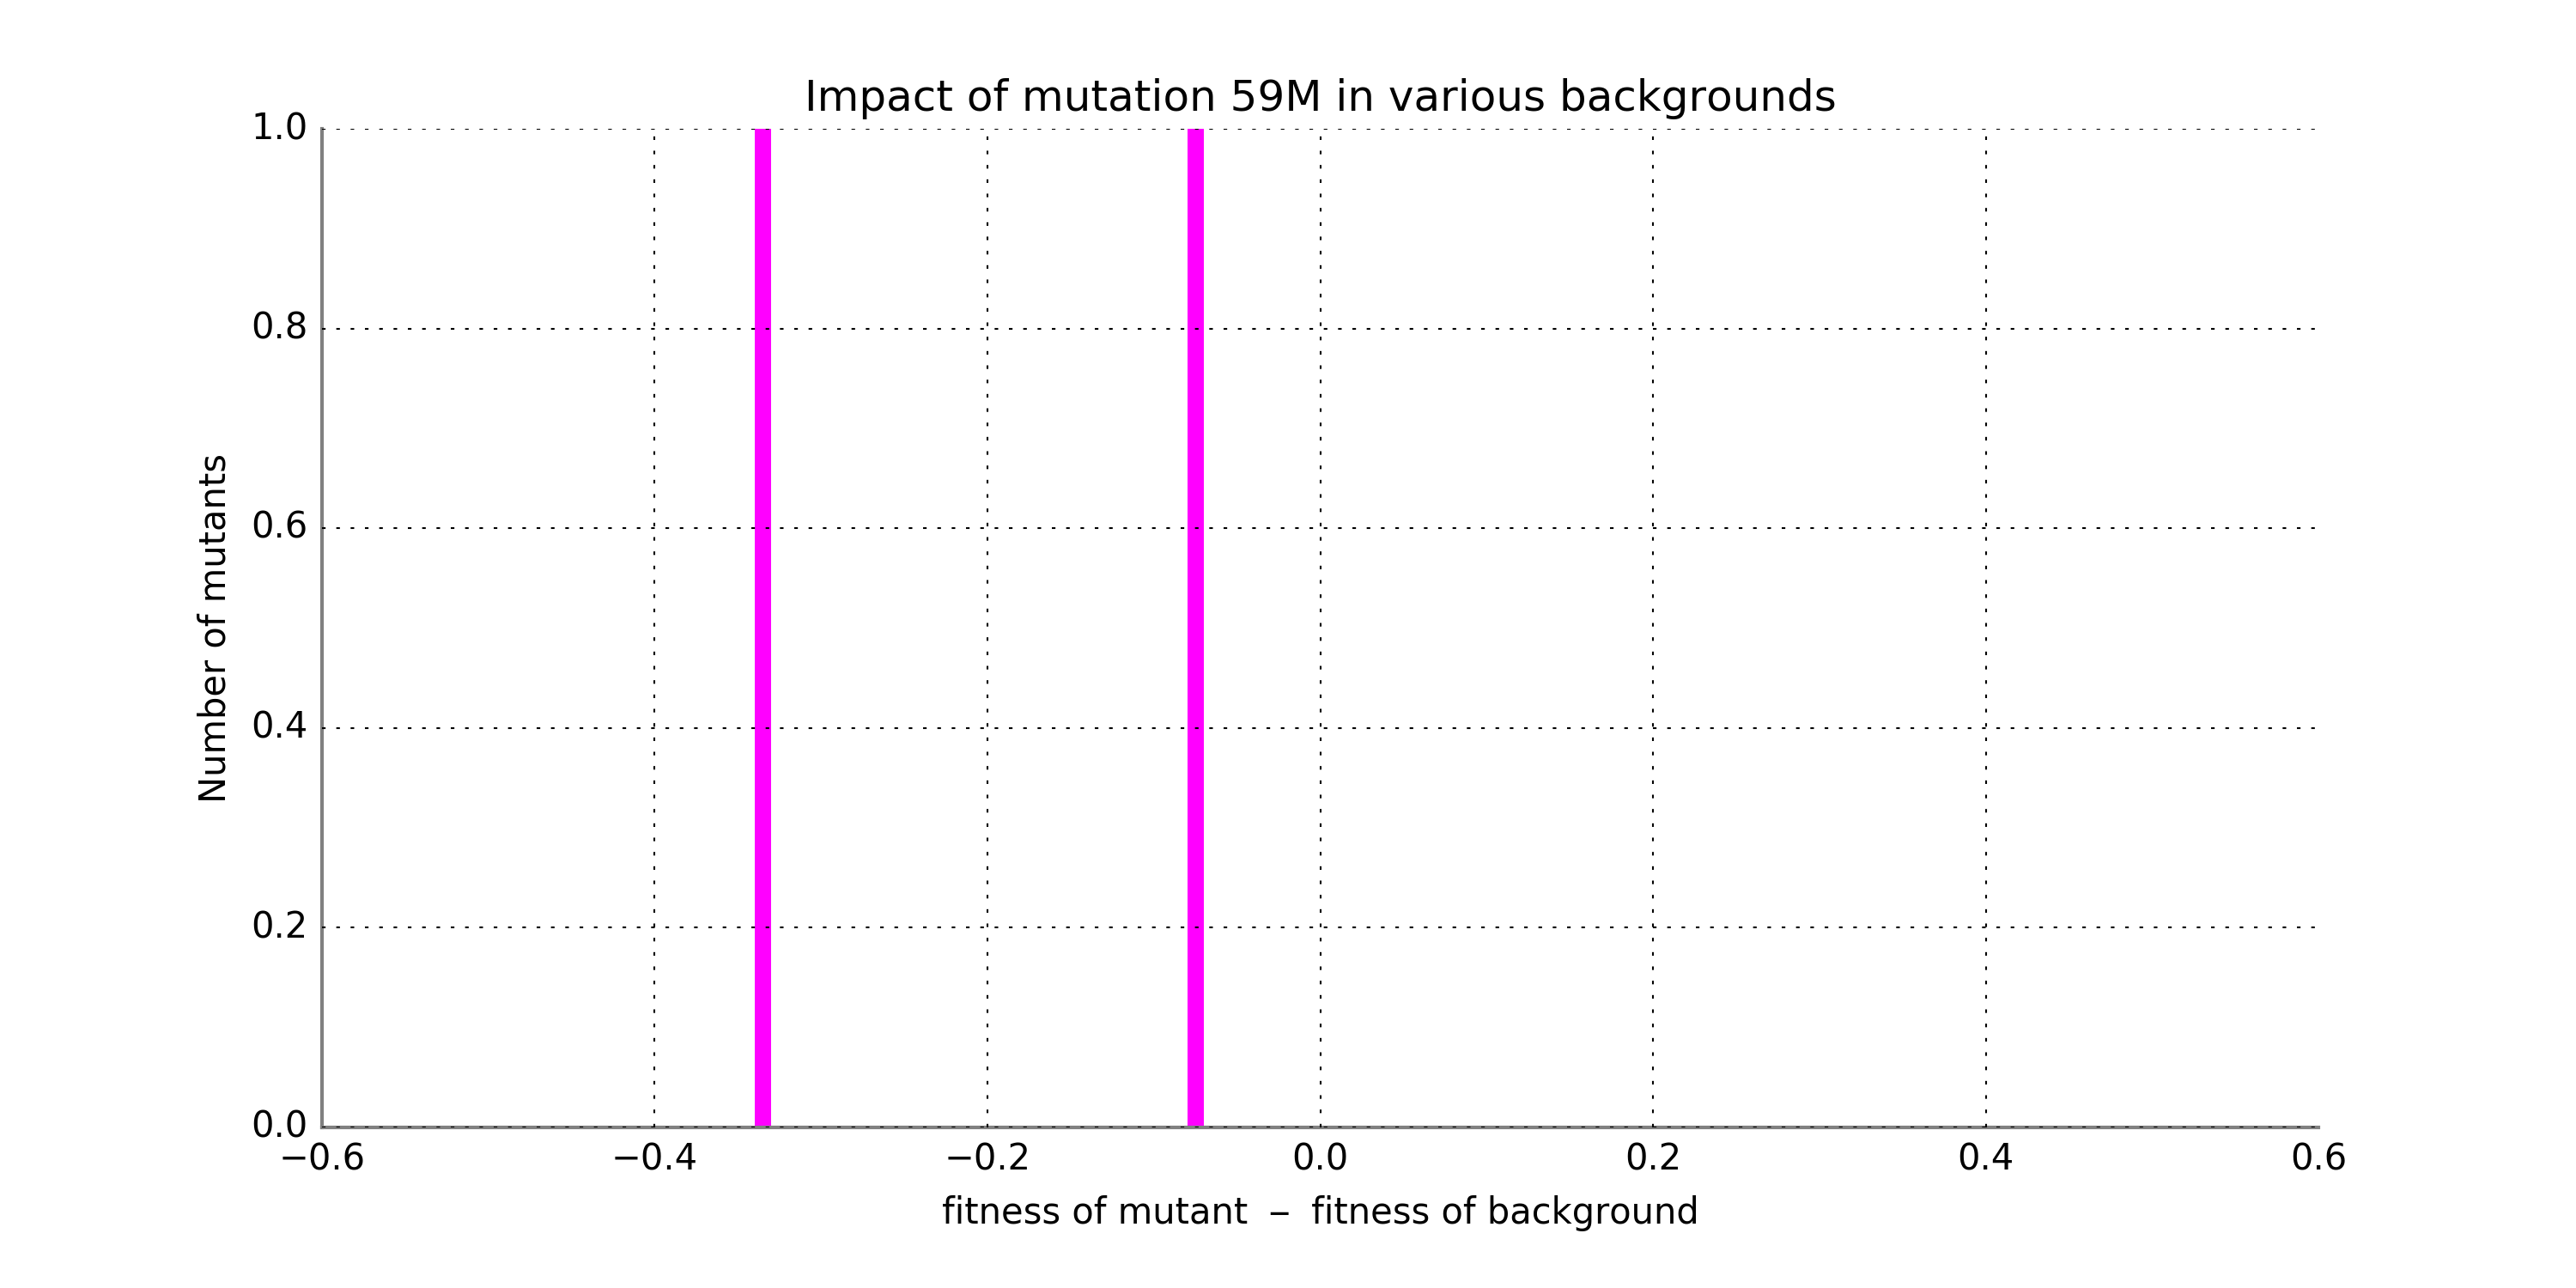 Impact of mutation 59M in various backgrounds
1.0
0.8
0.6
0.4
0.2
0.0
Number of mutants
−0.6 −0.4 −0.2 0.0 0.2 0.4 0.6
fitness of mutant − fitness of background